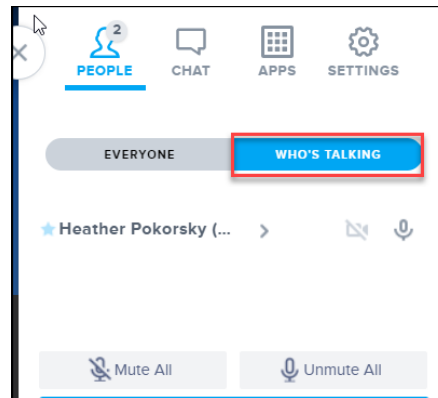 2
PEOPLE CHAT APPS SETTINGS
EVERYONE WHO'S TALKING
Heather Pokorsky (...
Mute All Unmute All